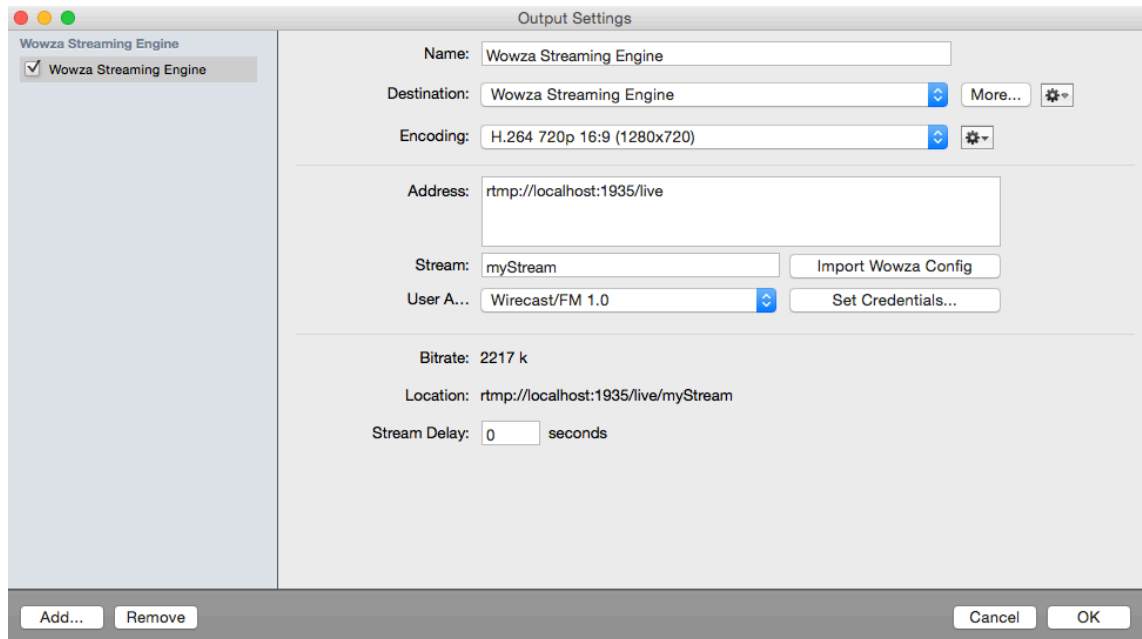 Output Settings
Wowza Streaming Engine
Wowza Streaming Engine
Name: Wowza Streaming Engine
Destination: Wowza Streaming Engine More...
Encoding: H.264 720p 16:9 (1280x720)
Address: rtmp://localhost:1935/live
Stream: myStream Import Wowza Config
User A... Wirecast/FM 1.0 Set Credentials...
Bitrate: 2217 k
Location: rtmp://localhost:1935/live/myStream
Stream Delay: 0 seconds
Add... Remove Cancel OK